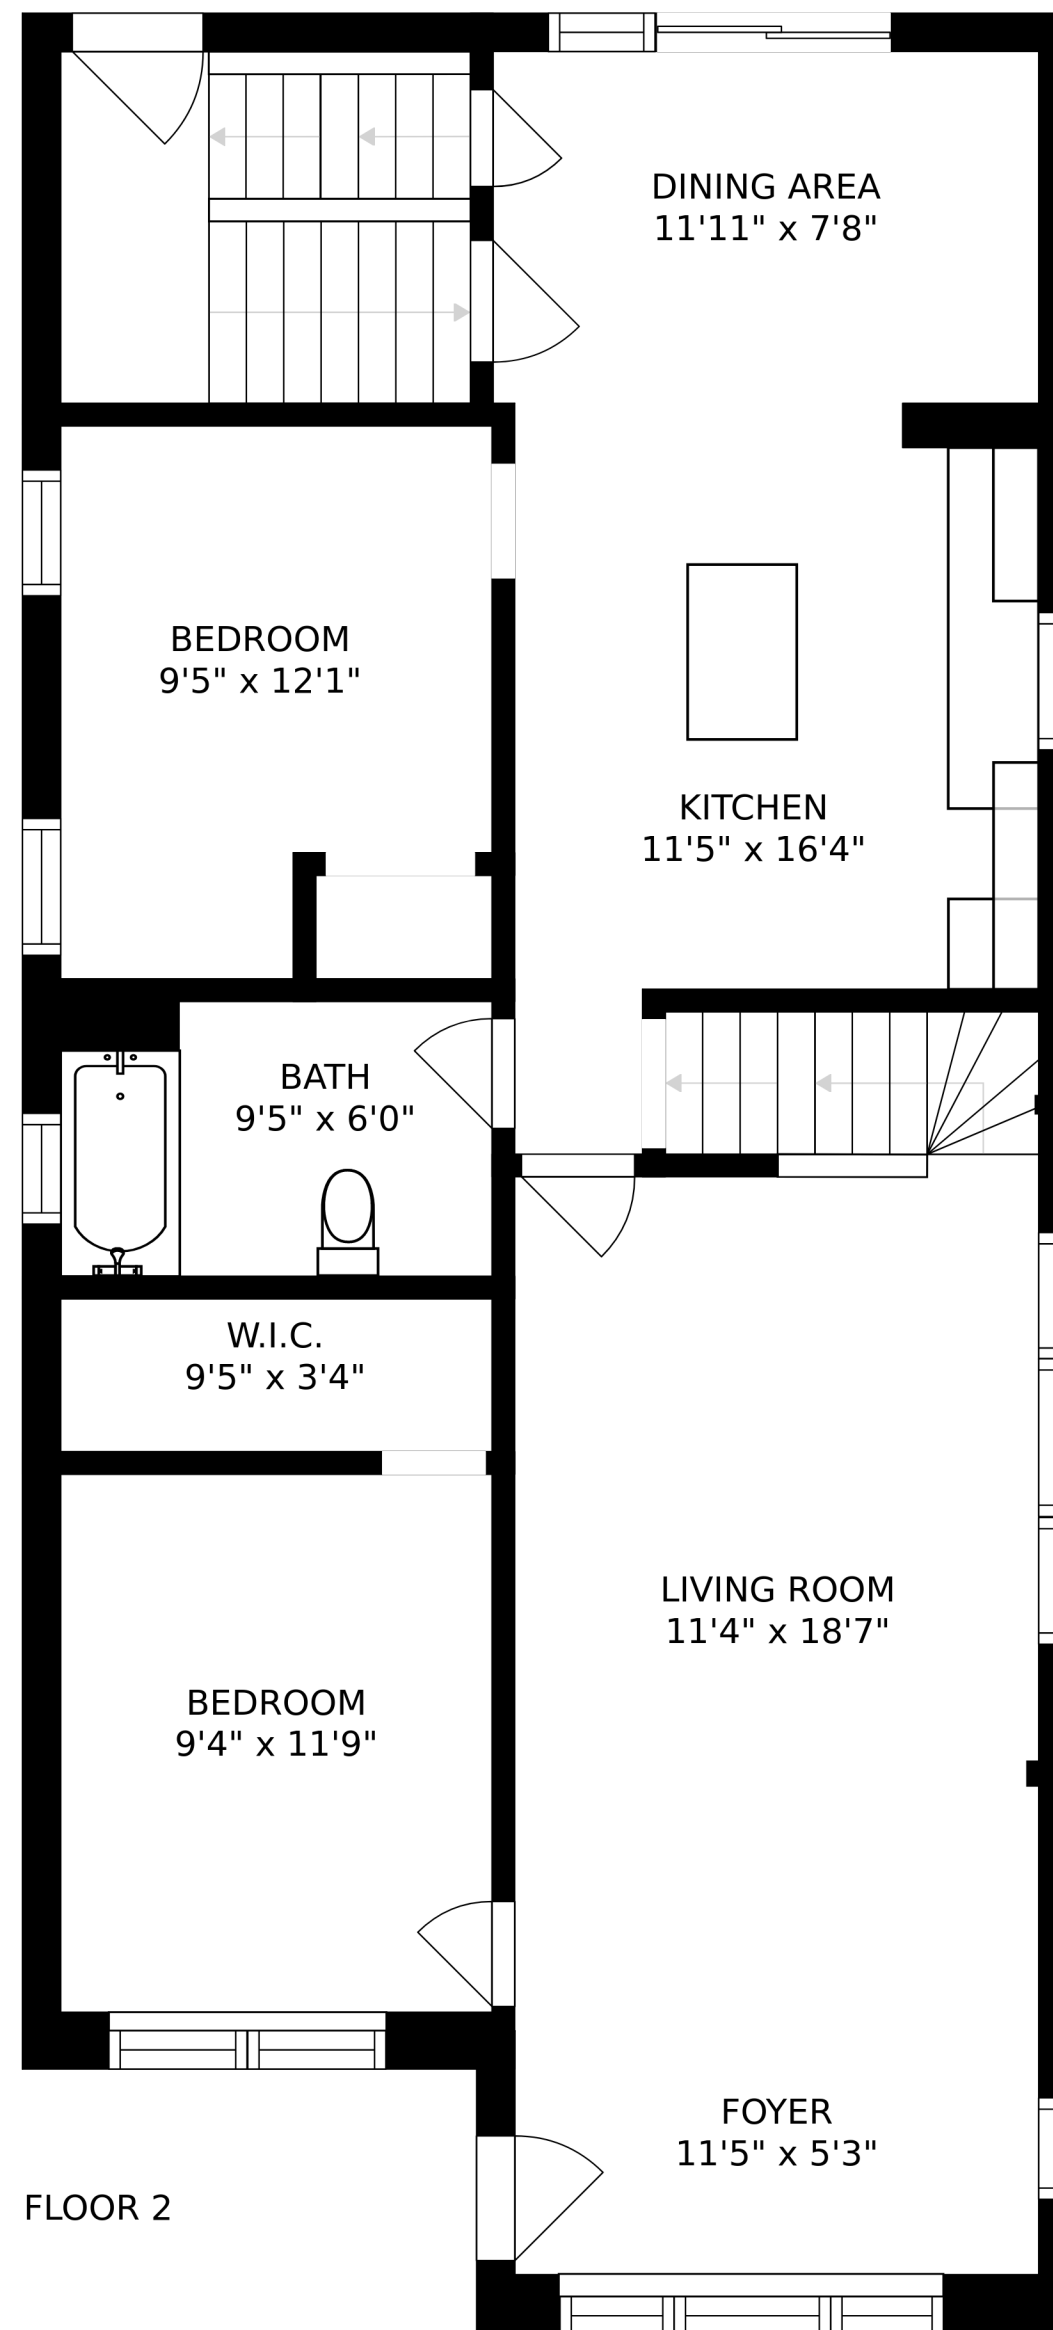 DINING AREA
11'11" x 7'8"
BEDROOM
9'5" x 12'1"
KITCHEN
11'5" x 16'4"
BATH
9'5" x 6'0"
W.I.C.
9'5" x 3'4"
LIVING ROOM
11'4" x 18'7"
BEDROOM
9'4" x 11'9"
FOYER
11'5" x 5'3"
FLOOR 2